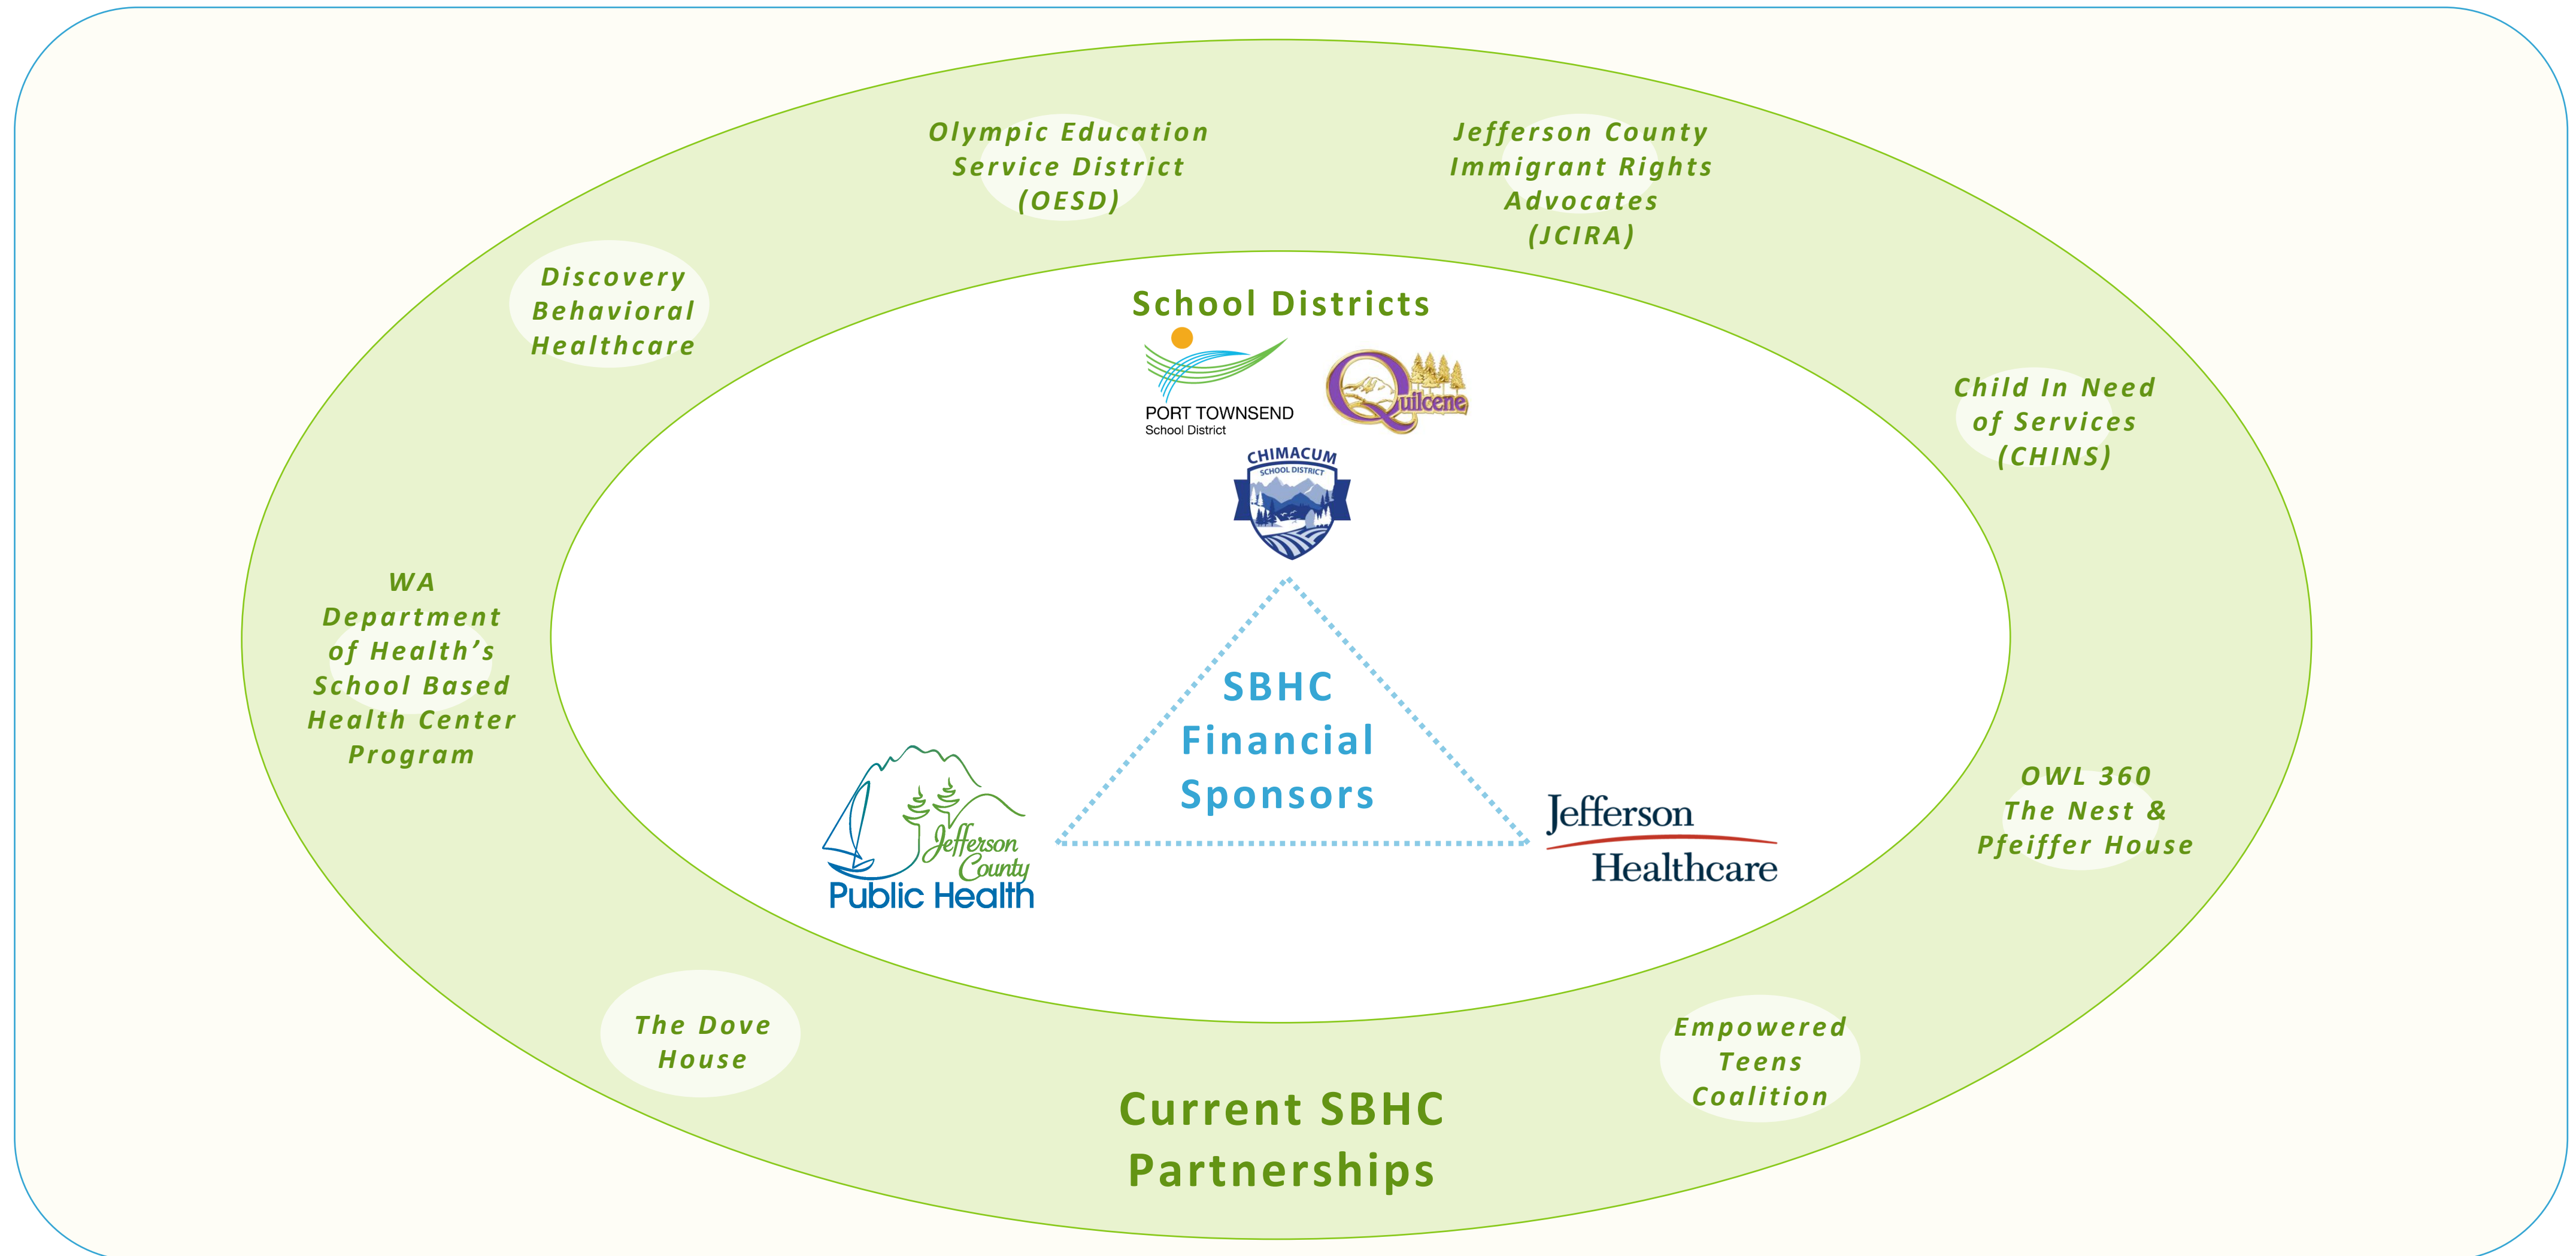 Olympic Education
Service District
(OESD)
Jefferson County
Immigrant Rights
Advocates
(JCIRA)
Discovery
Behavioral
Healthcare
School Districts
PORT TOWNSEND
School District
Quilcene
CHIMACUM
SCHOOL DISTRICT
Child In Need
of Services
(CHINS)
WA
Department
of Health’s
School Based
Health Center
Program
SBHC
Financial
Sponsors
Jefferson
County
Public Health
Jefferson
Healthcare
OWL 360
The Nest &
Pfeiffer House
The Dove
House
Empowered
Teens
Coalition
Current SBHC
Partnerships